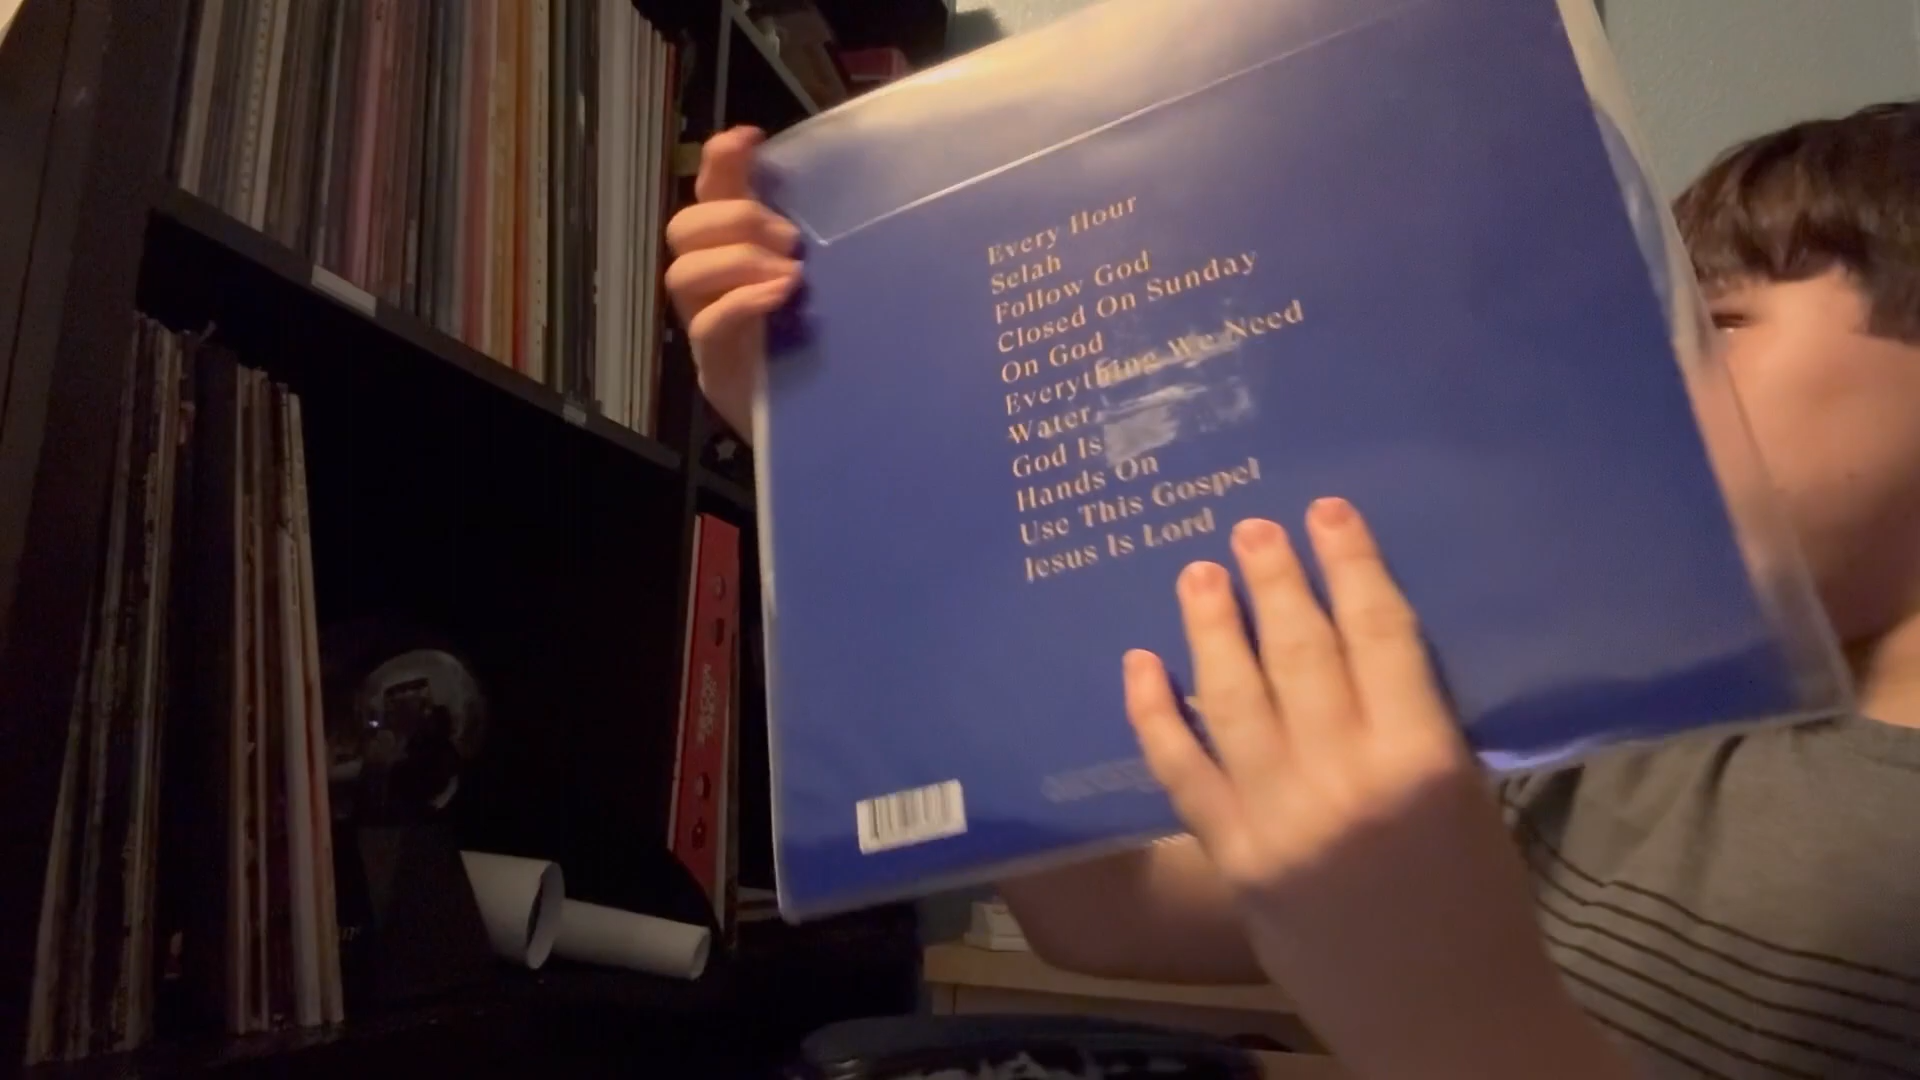 Every Hour
Selah
Follow God
Closed On Sunday
On God
Everything We Need
Water
God Is
Hands On
Use This Gospel
Jesus Is Lord